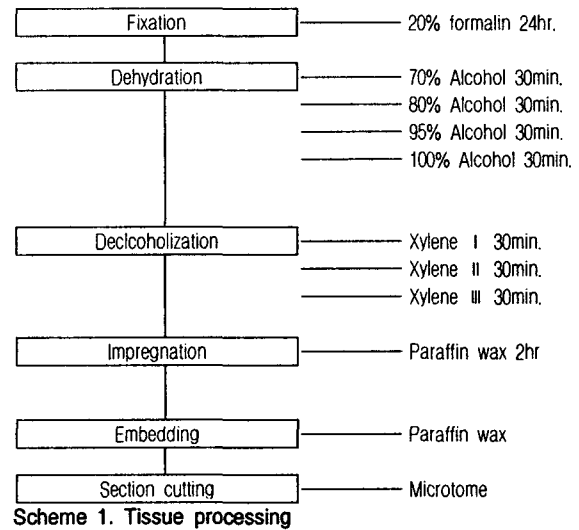 Fixation 20% formalin 24hr.
Dehydration 70% Alcohol 30min.
80% Alcohol 30min.
95% Alcohol 30min.
100% Alcohol 30min.
Declcoholization Xylene I 30min.
Xylene II 30min.
Xylene III 30min.
Impregnation Paraffin wax 2hr
Embedding Paraffin wax
Section cutting Microtome
Scheme 1. Tissue processing